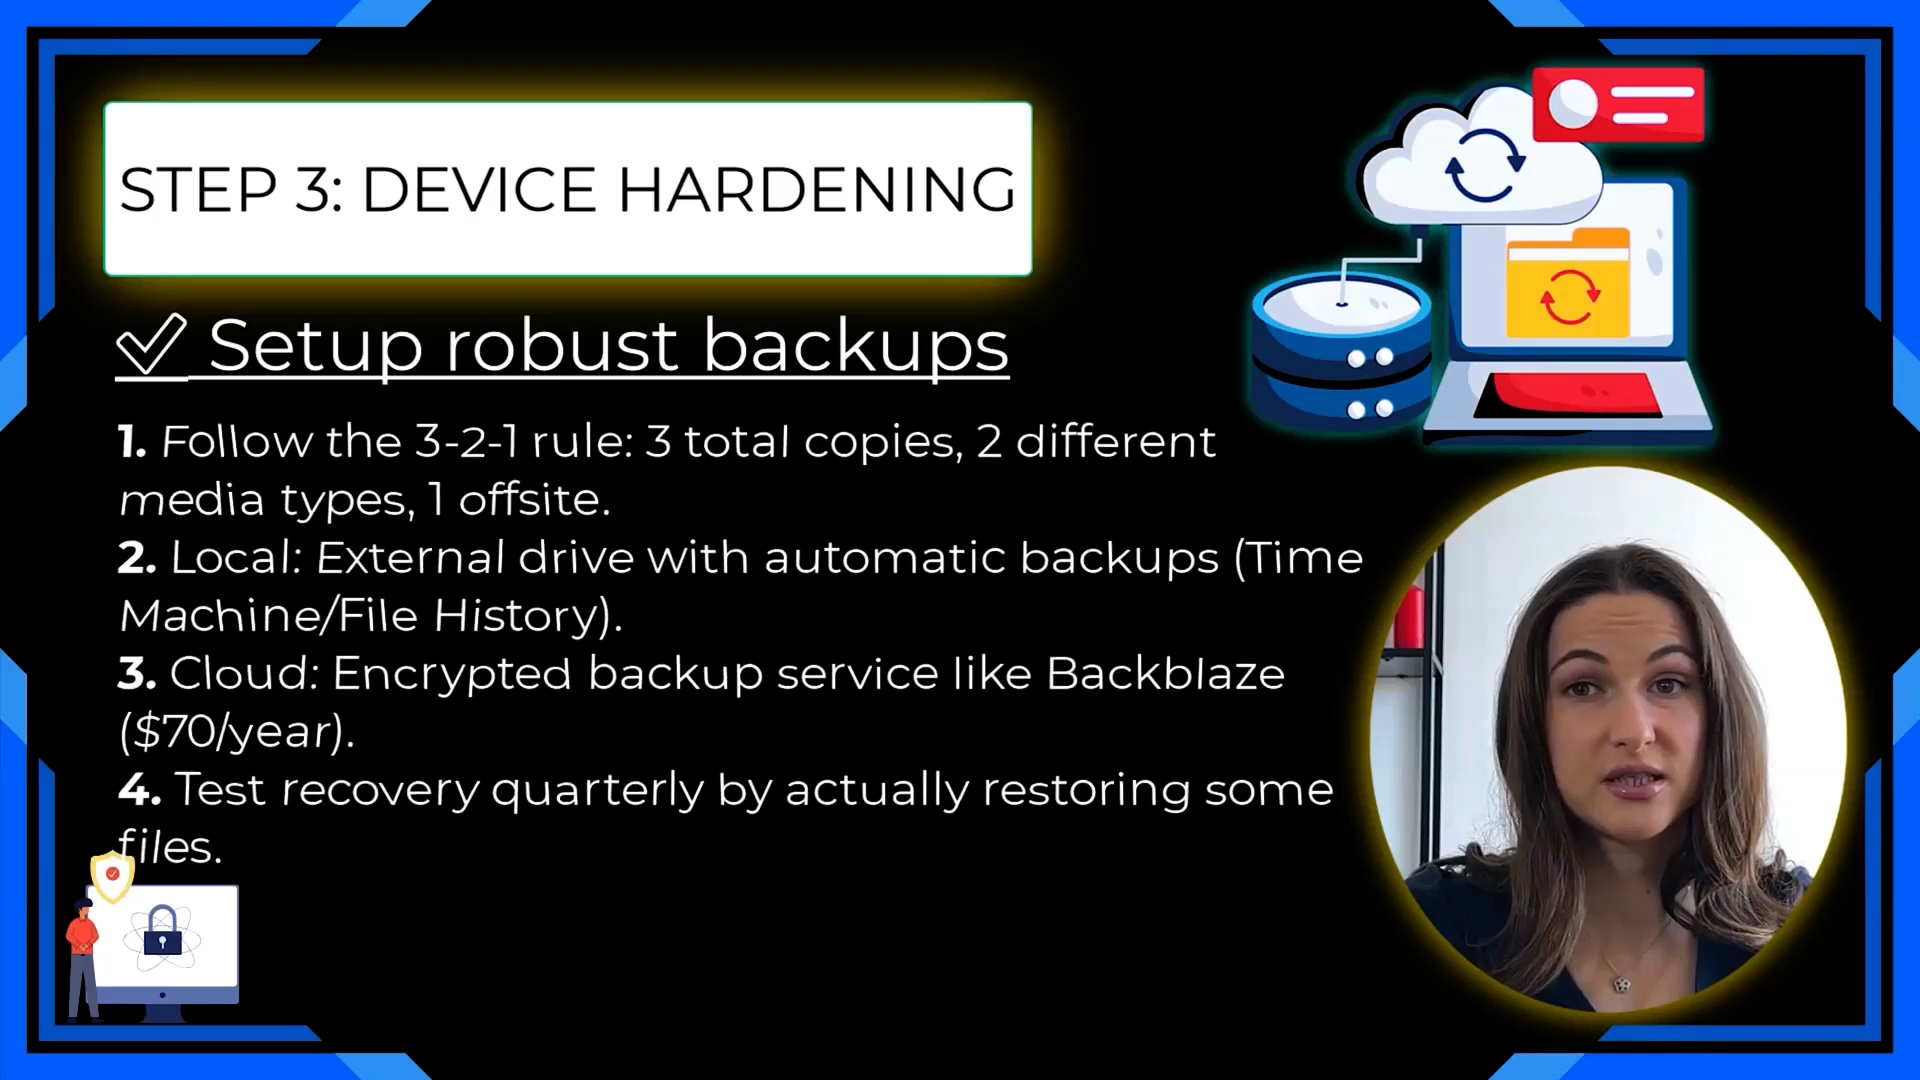 STEP 3: DEVICE HARDENING
Setup robust backups
1. Follow the 3-2-1 rule: 3 total copies, 2 different
media types, 1 offsite.
2. Local: External drive with automatic backups (Time
Machine/File History).
3. Cloud: Encrypted backup service like Backblaze
($70/year).
4. Test recovery quarterly by actually restoring some
files.